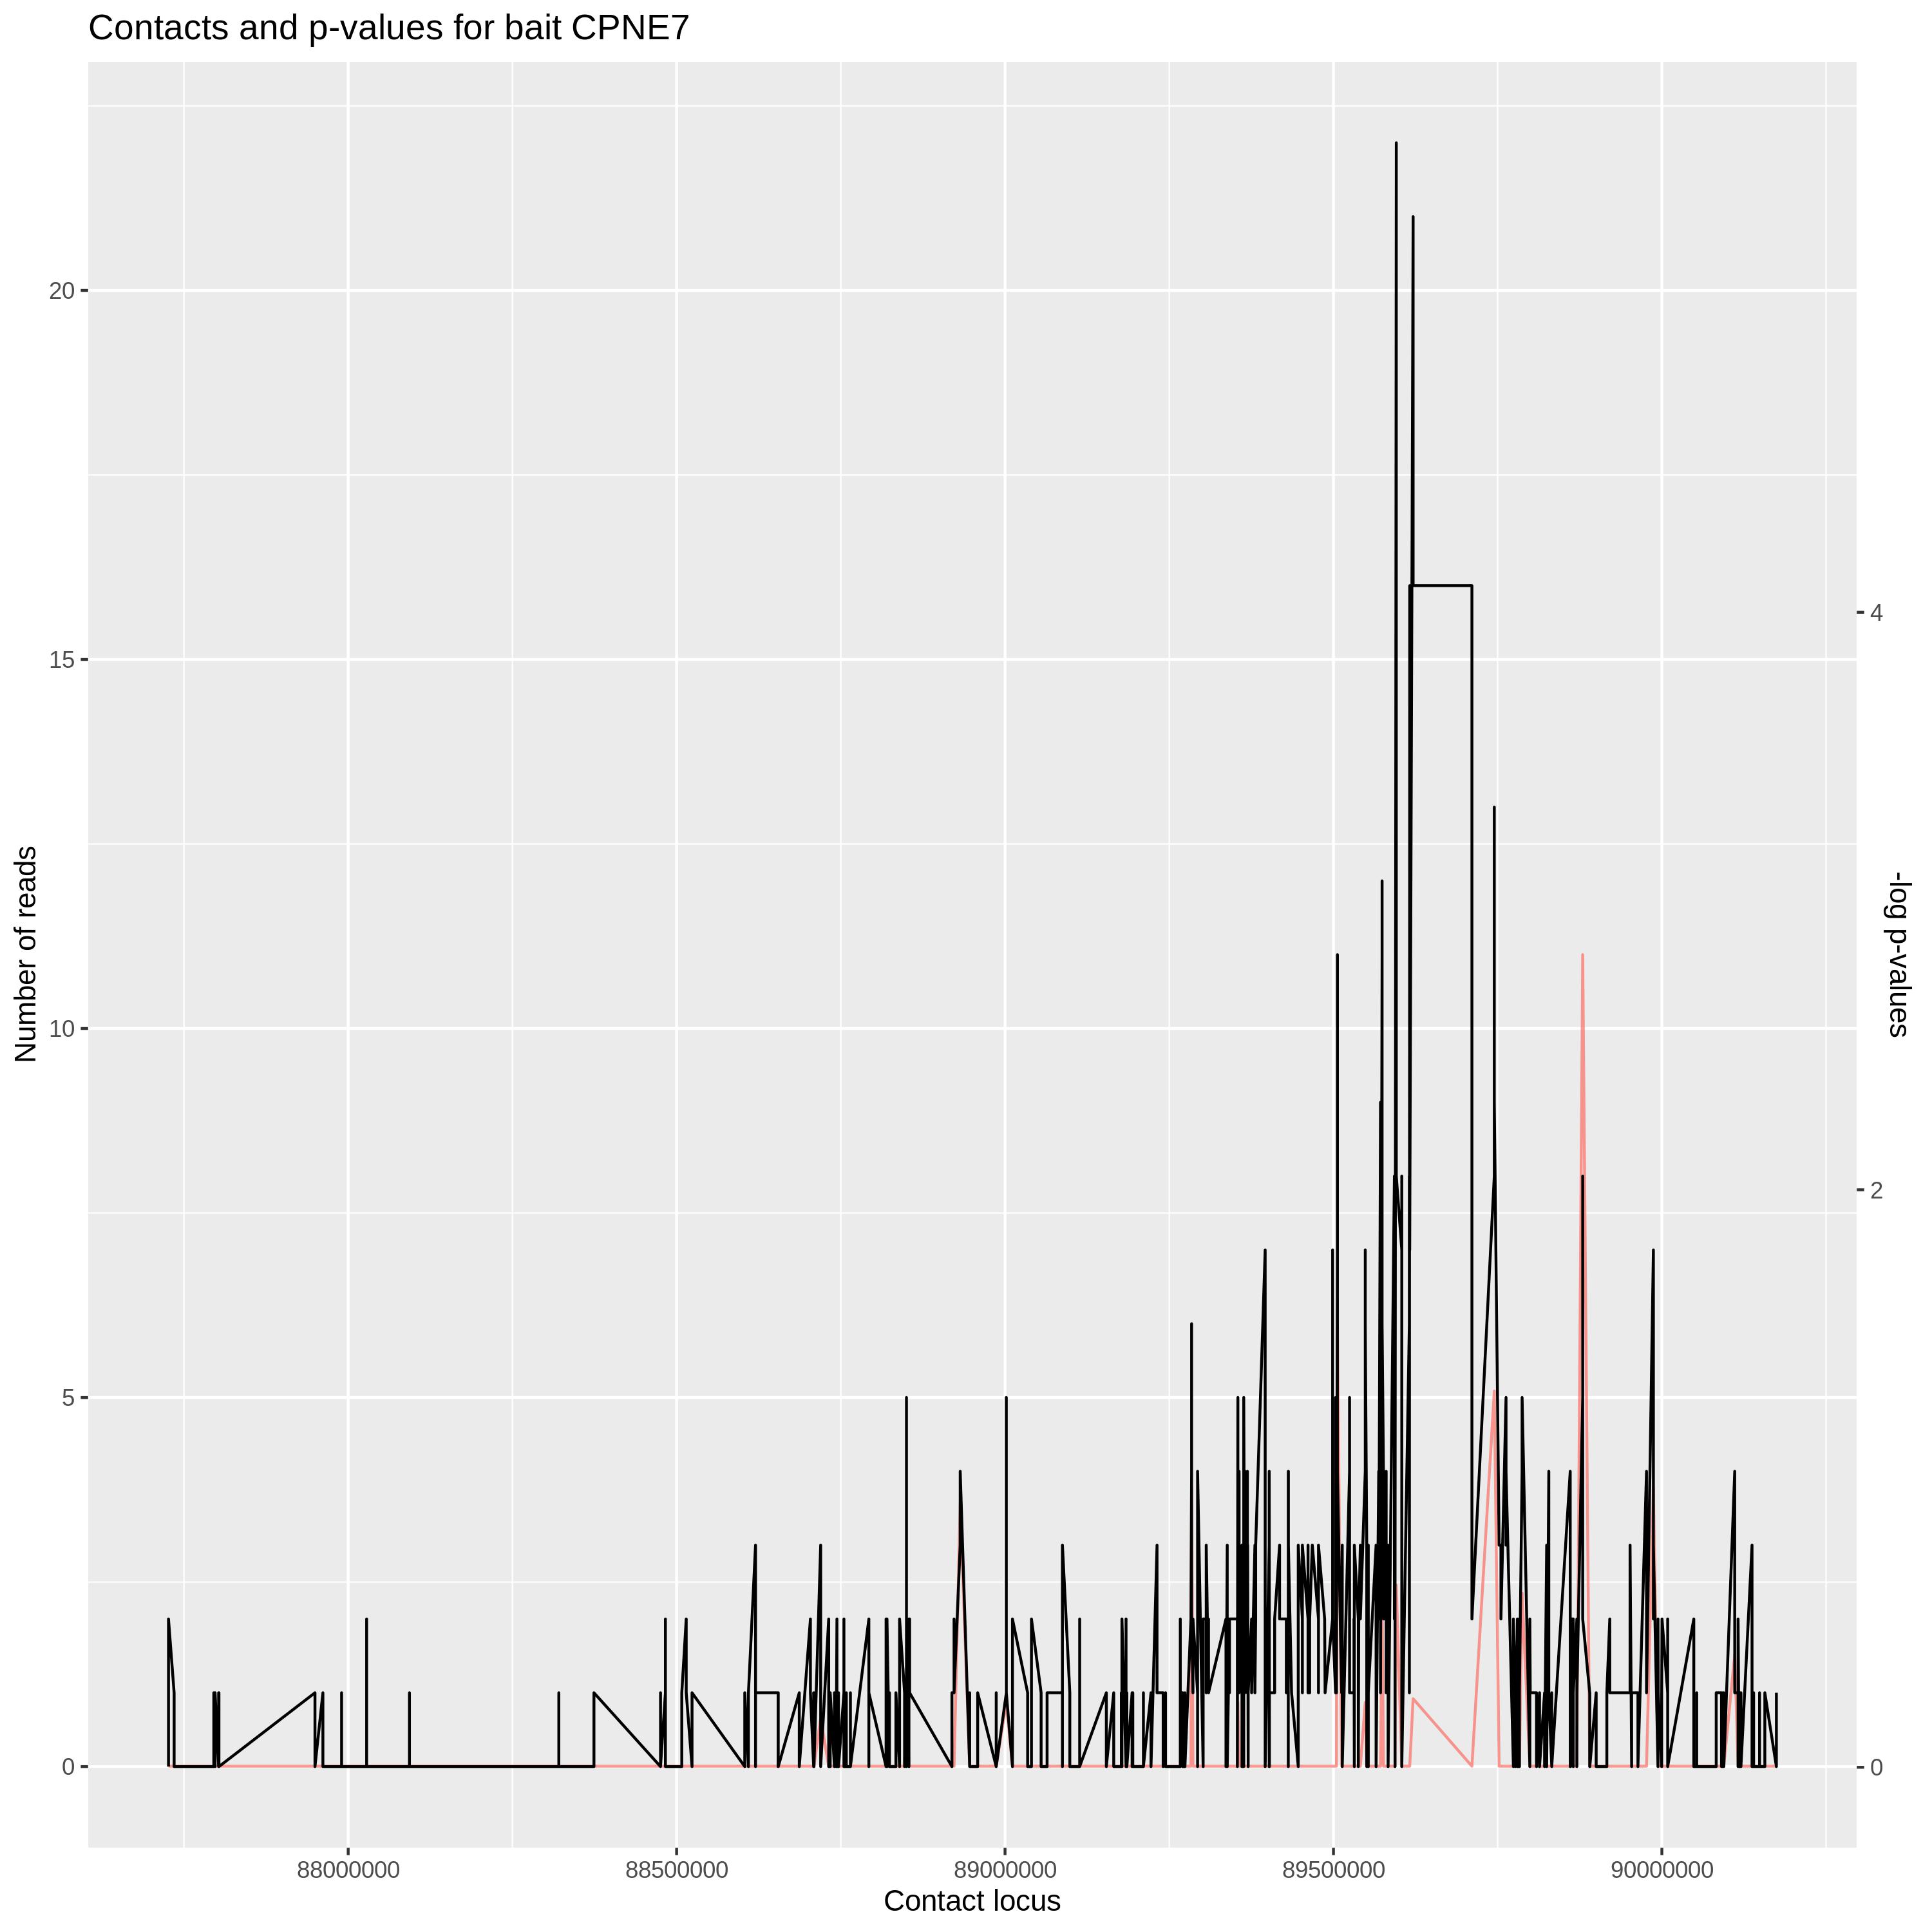 Contacts and p-values for bait CPNE7
20
15
10
5
0
Number of reads
4
2
0
-log p-values
88000000 88500000 89000000 89500000 90000000
Contact locus